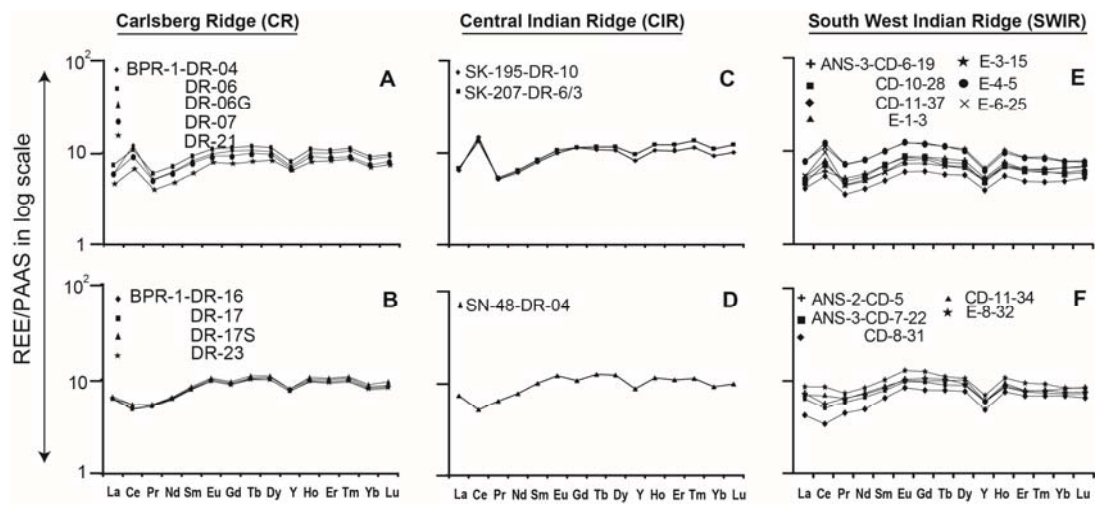 Carlsberg Ridge (CR)
Central Indian Ridge (CIR)
South West Indian Ridge (SWIR)
REE/PAAS in log scale
10²
10
1
BPR-1-DR-04
DR-06
DR-06G
DR-07
DR-21
A
SK-195-DR-10
SK-207-DR-6/3
C
10²
10
1
ANS-3-CD-6-19
CD-10-28
CD-11-37
E-1-3
E-3-15
E-4-5
E-6-25
E
10²
10
1
BPR-1-DR-16
DR-17
DR-17S
DR-23
B
SN-48-DR-04
D
10²
10
1
ANS-2-CD-5
ANS-3-CD-7-22
CD-8-31
CD-11-34
E-8-32
F
La Ce Pr Nd Sm Eu Gd Tb Dy Y Ho Er Tm Yb Lu
La Ce Pr Nd Sm Eu Gd Tb Dy Y Ho Er Tm Yb Lu
La Ce Pr Nd Sm Eu Gd Tb Dy Y Ho Er Tm Yb Lu